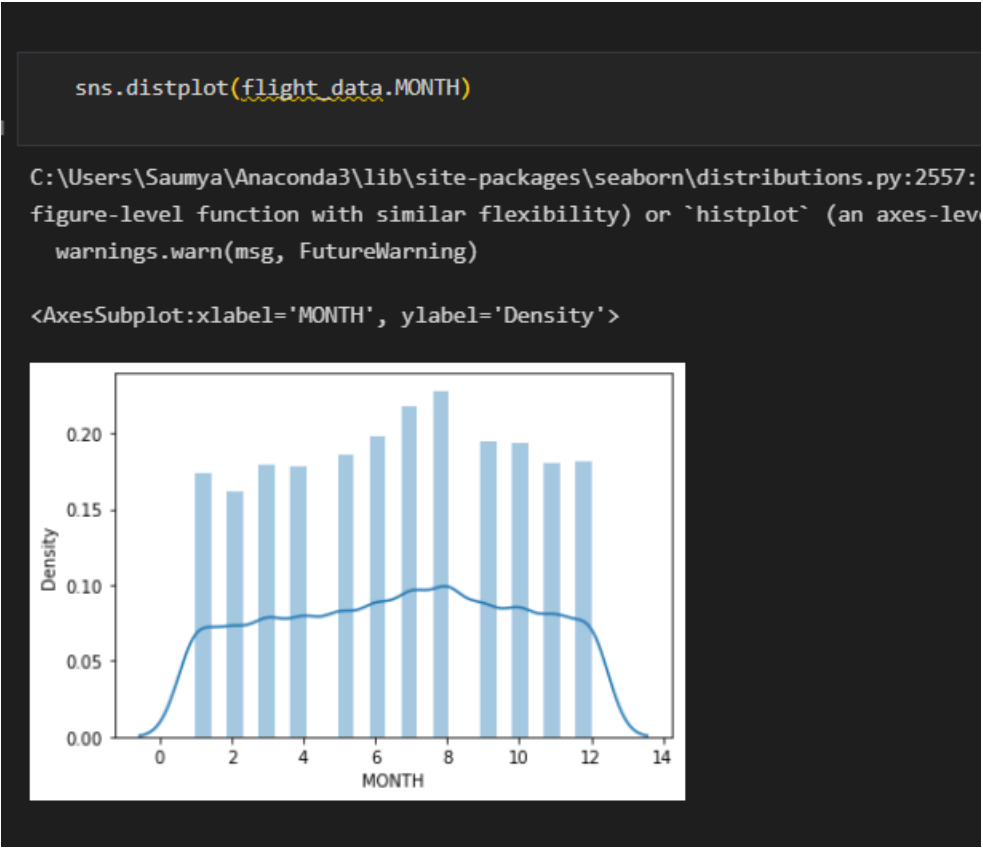 sns.distplot(flight_data.MONTH)
C:\Users\Saumya\Anaconda3\lib\site-packages\seaborn\distributions.py:2557:
figure-level function with similar flexibility) or `histplot` (an axes-leve
warnings.warn(msg, FutureWarning)
<AxesSubplot:xlabel='MONTH', ylabel='Density'>
0.20
0.15
0.10
0.05
0.00
Density
0 2 4 6 8 10 12 14
MONTH